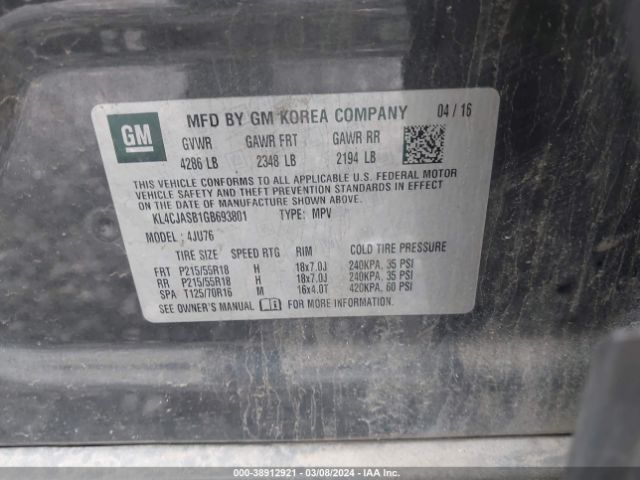 GM
MFD BY GM KOREA COMPANY 04 / 16
GVWR GAWR FRT GAWR RR
4286 LB 2348 LB 2194 LB
THIS VEHICLE CONFORMS TO ALL APPLICABLE U.S. FEDERAL MOTOR
VEHICLE SAFETY AND THEFT PREVENTION STANDARDS IN EFFECT
ON THE DATE OF MANUFACTURE SHOWN ABOVE.
KL4CJASB1GB693801 TYPE: MPV
MODEL: 4JU76
TIRE SIZE SPEED RTG RIM COLD TIRE PRESSURE
FRT P215/55R18 H 18x7.0J 240KPA, 35 PSI
RR P215/55R18 H 18x7.0J 240KPA, 35 PSI
SPA T125/70R16 M 16x4.0T 420KPA, 60 PSI
SEE OWNER'S MANUAL FOR MORE INFORMATION.
000-38912921 - 03/08/2024 - IAA Inc.